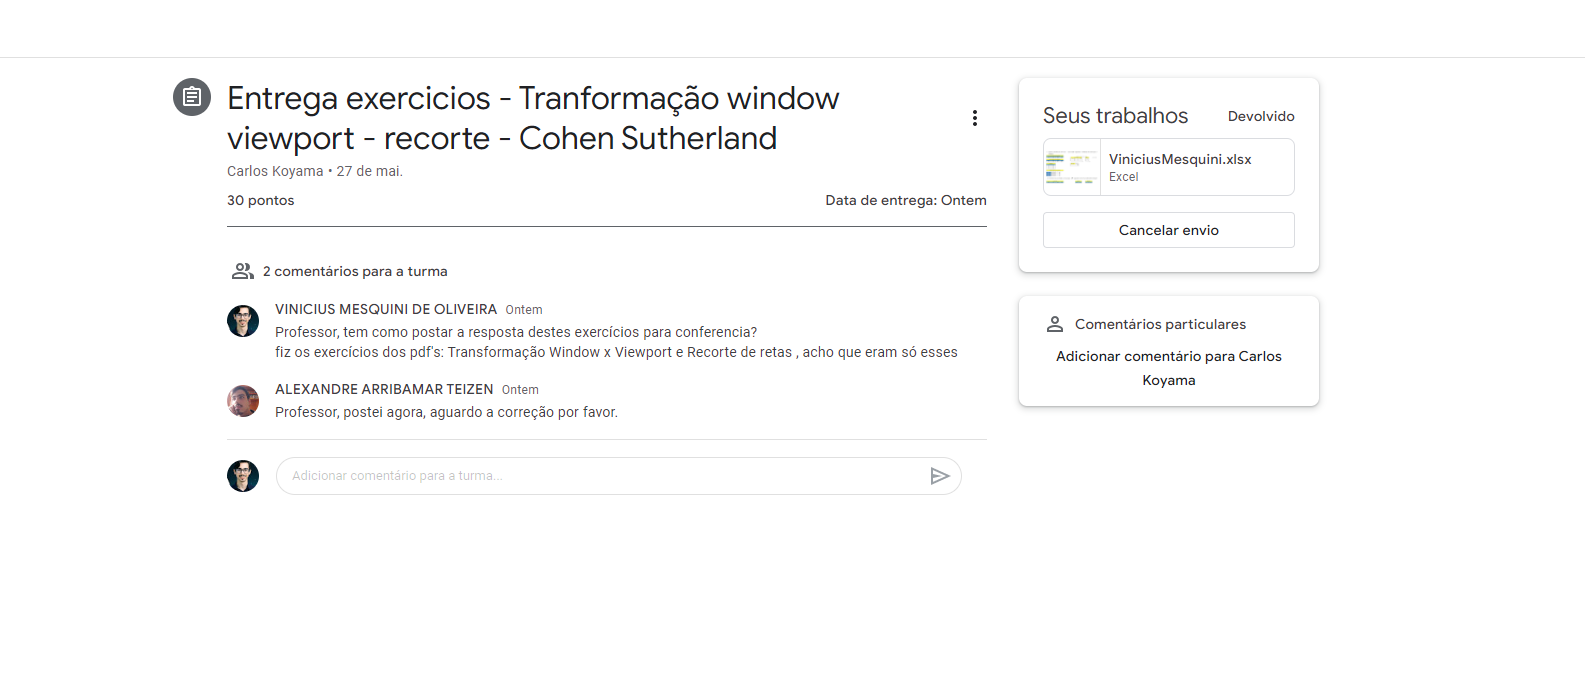 Entrega exercicios - Tranformação window
viewport - recorte - Cohen Sutherland
Carlos Koyama • 27 de mai.
30 pontos
Data de entrega: Ontem
2 comentários para a turma
VINICIUS MESQUINI DE OLIVEIRA Ontem
Professor, tem como postar a resposta destes exercícios para conferencia?
fiz os exercícios dos pdf's: Transformação Window x Viewport e Recorte de retas , acho que eram só esses
ALEXANDRE ARRIBAMAR TEIZEN Ontem
Professor, postei agora, aguardo a correção por favor.
Adicionar comentário para a turma...
Seus trabalhos
Devolvido
ViniciusMesquini.xlsx
Excel
Cancelar envio
Comentários particulares
Adicionar comentário para Carlos
Koyama